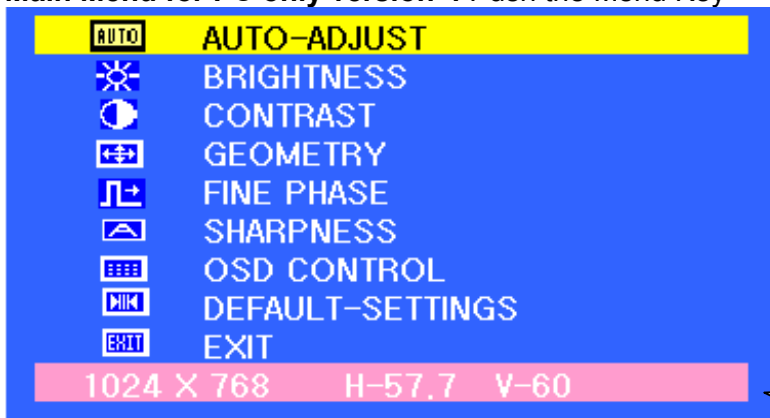 AUTO AUTO-ADJUST
BRIGHTNESS
CONTRAST
GEOMETRY
FINE PHASE
SHARPNESS
OSD CONTROL
DEFAULT-SETTINGS
EXIT EXIT
1024 X 768 H-57.7 V-60